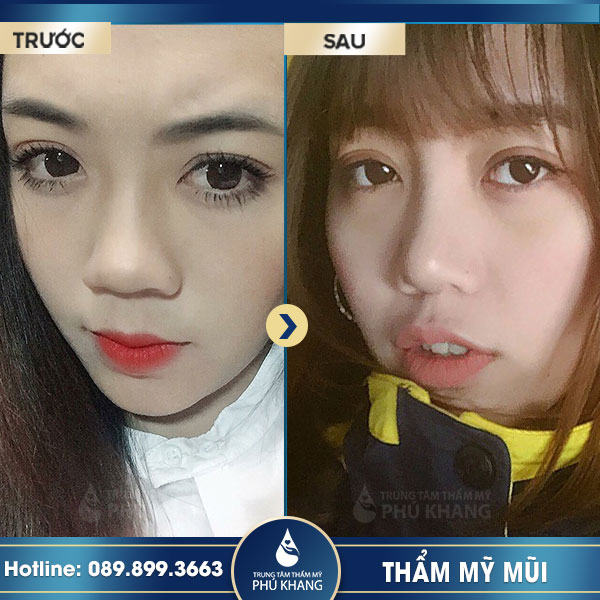 TRƯỚC
SAU
TRUNG TÂM THẨM MỸ
PHÚ KHANG
TRUNG TÂM THẨM MỸ
PHÚ KHANG
Hotline: 089.899.3663
TRUNG TÂM THẨM MỸ
PHÚ KHANG
THẨM MỸ MŨI